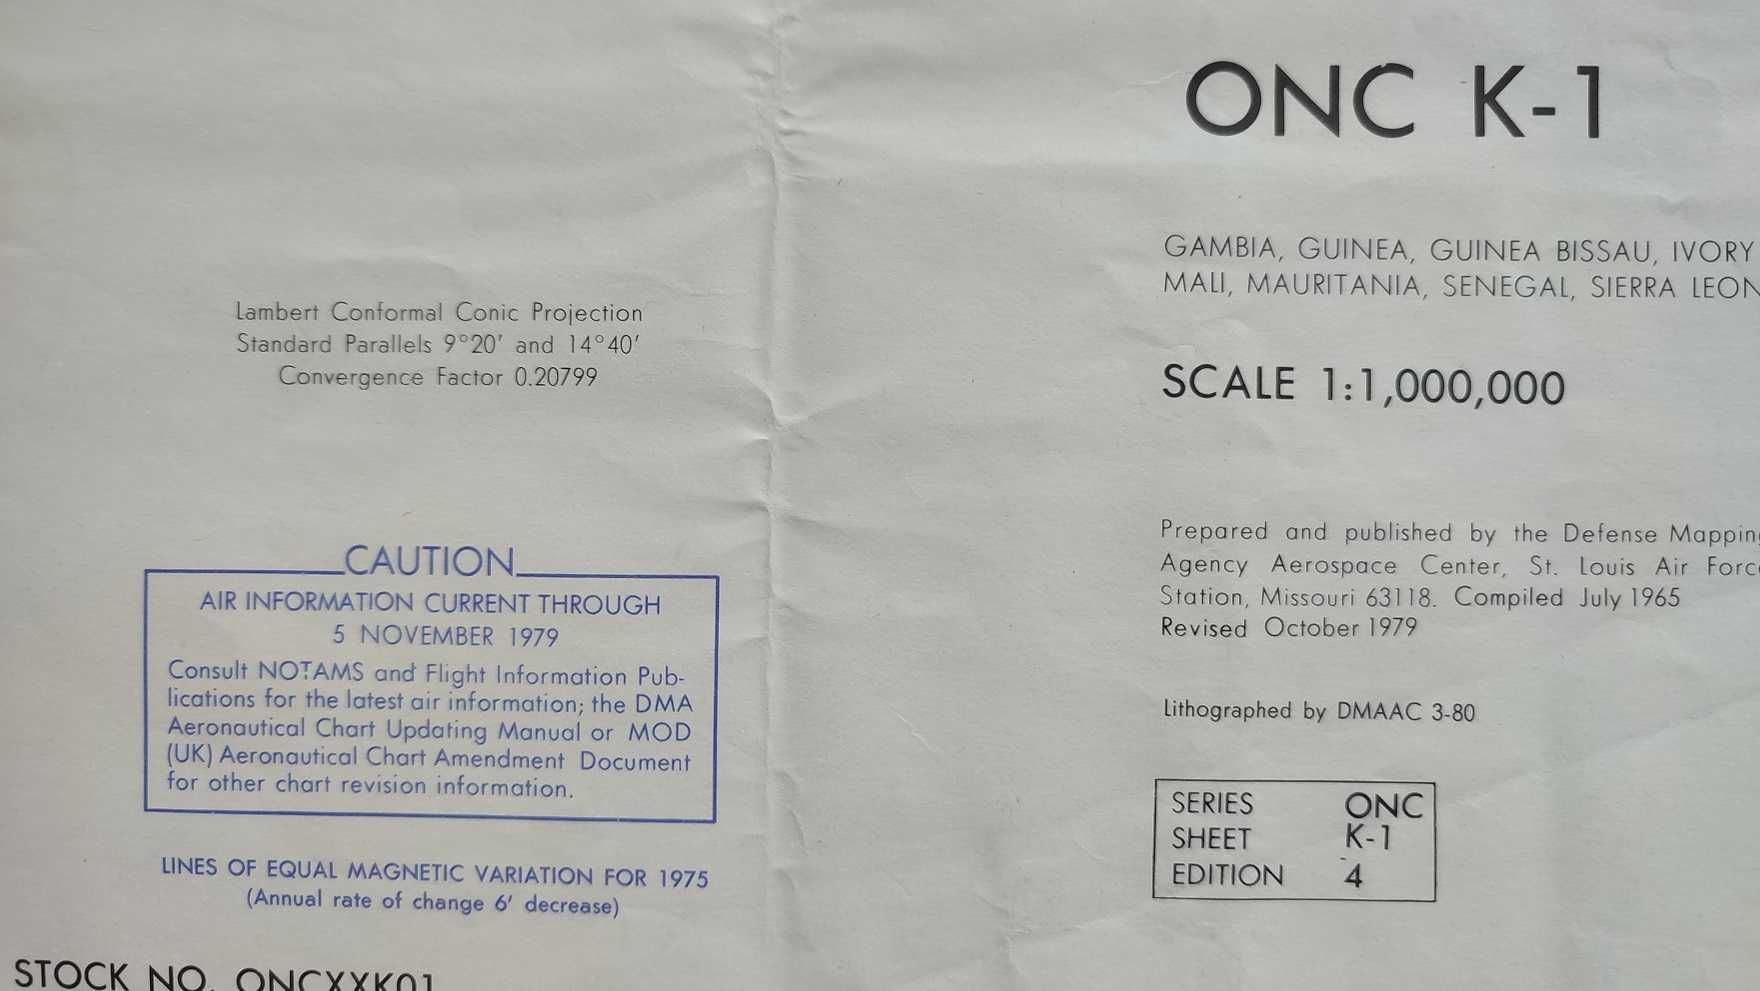 ONC K-1
GAMBIA, GUINEA, GUINEA BISSAU, IVORY
MALI, MAURITANIA, SENEGAL, SIERRA LEON
SCALE 1:1,000,000
Lambert Conformal Conic Projection
Standard Parallels 9°20′ and 14°40′
Convergence Factor 0.20799
Prepared and published by the Defense Mapping
Agency Aerospace Center, St. Louis Air Force
Station, Missouri 63118. Compiled July 1965
Revised October 1979
Lithographed by DMAAC 3-80
CAUTION
AIR INFORMATION CURRENT THROUGH
5 NOVEMBER 1979
Consult NOTAMS and Flight Information Pub-
lications for the latest air information; the DMA
Aeronautical Chart Updating Manual or MOD
(UK) Aeronautical Chart Amendment Document
for other chart revision information.
LINES OF EQUAL MAGNETIC VARIATION FOR 1975
(Annual rate of change 6′ decrease)
SERIES ONC
SHEET K-1
EDITION 4
STOCK NO. ONCXXK01